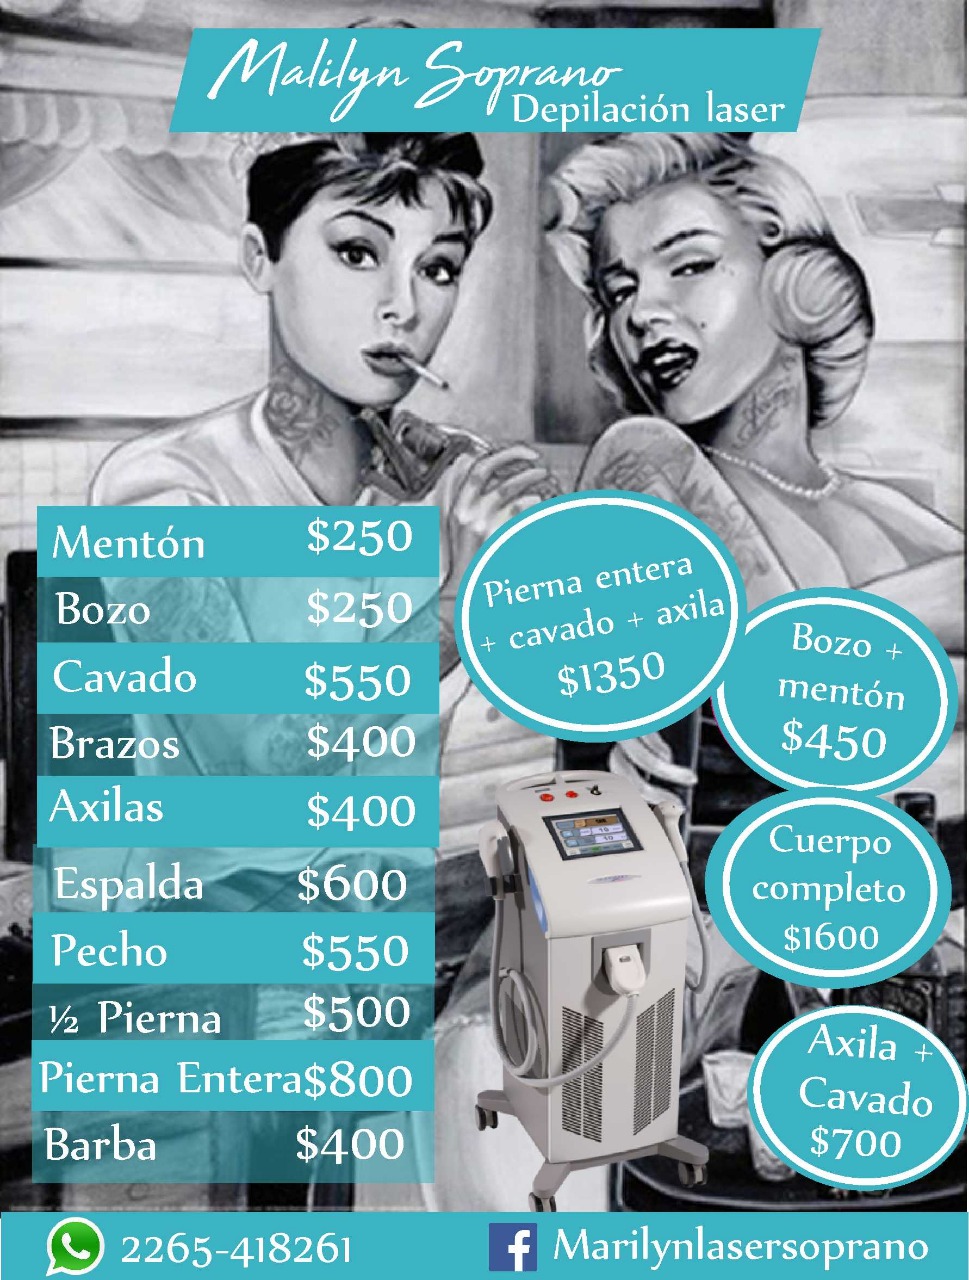 Malilyn Soprano
Depilación laser
Mentón $250
Bozo $250
Cavado $550
Brazos $400
Axilas $400
Espalda $600
Pecho $550
½ Pierna $500
Pierna Entera $800
Barba $400
Pierna entera
+ cavado + axila
$1350
Bozo +
mentón
$450
Cuerpo
completo
$1600
Axila +
Cavado
$700
2265-418261
Marilynlasersoprano